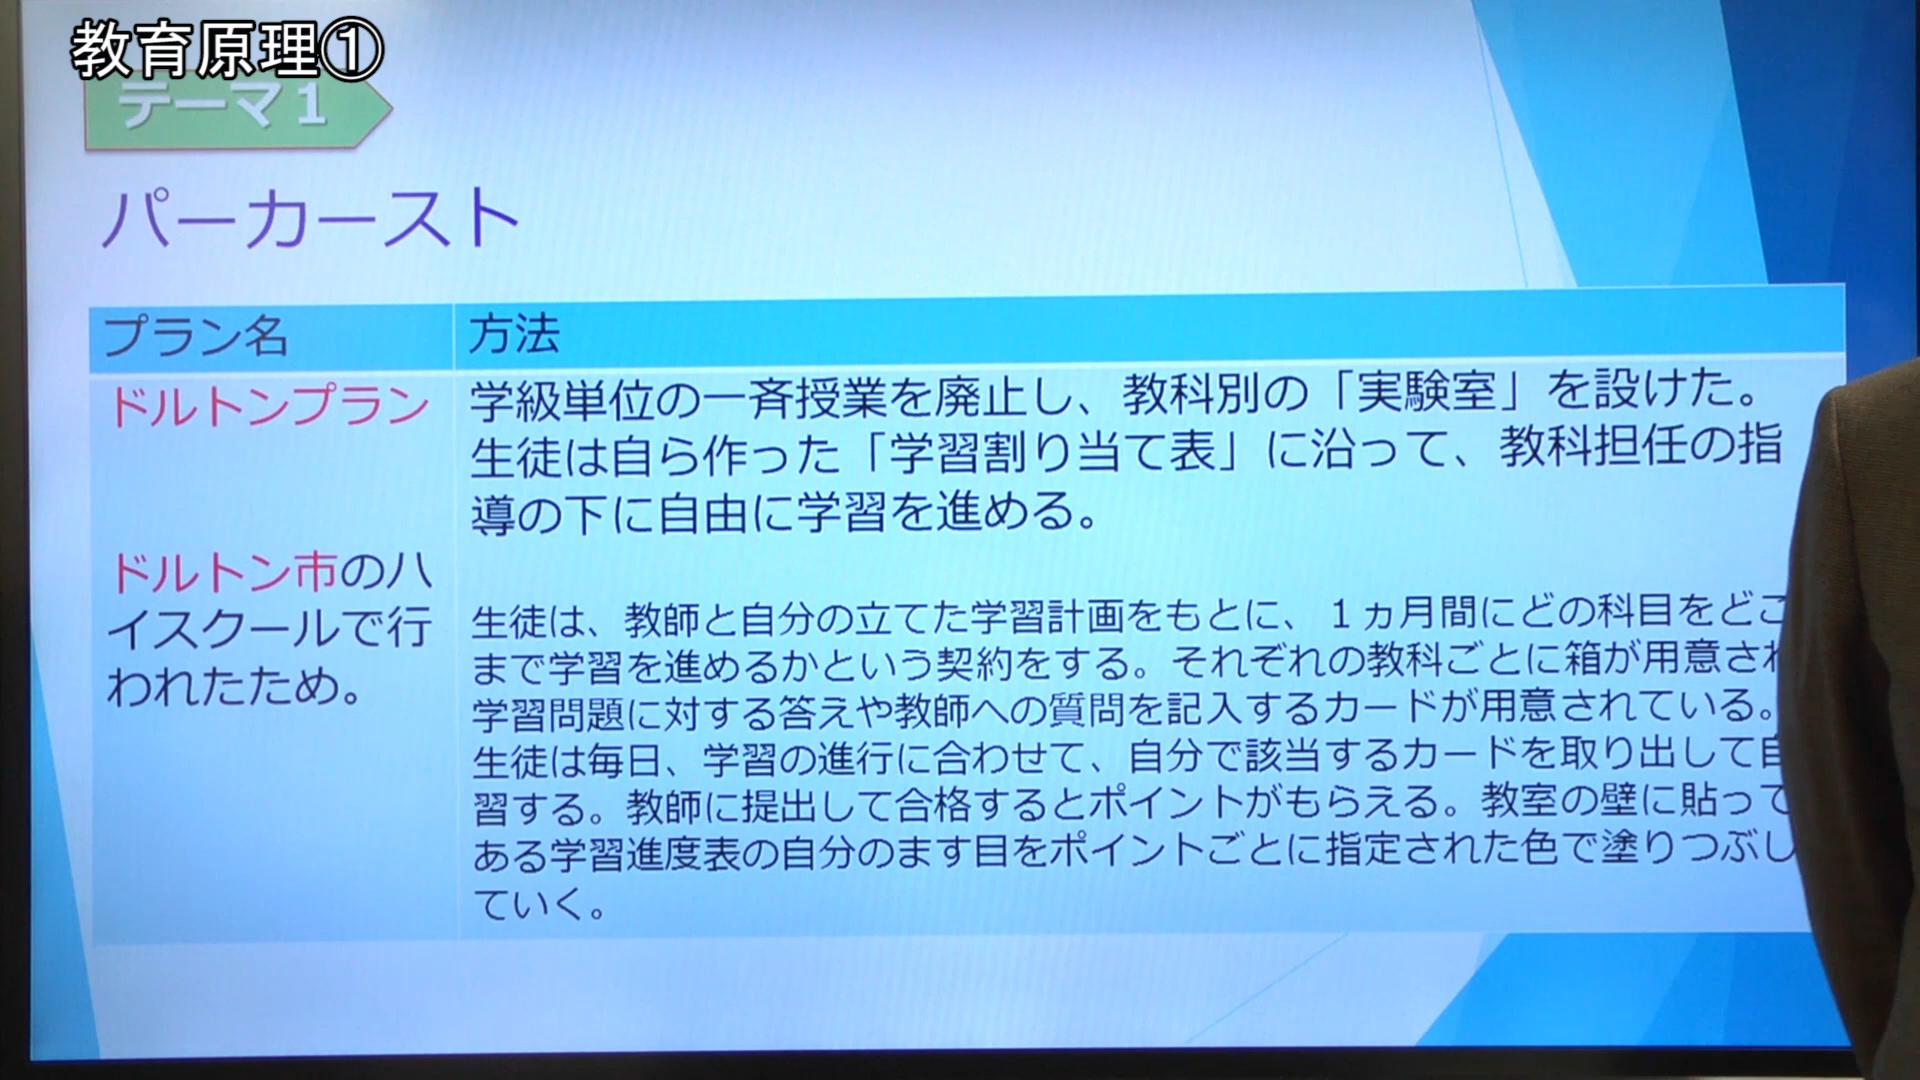 教育原理①
テーマ1
パーカースト
プラン名
方法
ドルトンプラン
学級単位の一斉授業を廃止し、教科別の「実験室」を設けた。
生徒は自ら作った「学習割り当て表」に沿って、教科担任の指
導の下に自由に学習を進める。
ドルトン市のハ
イスクールで行
われたため。
生徒は、教師と自分の立てた学習計画をもとに、１ヵ月間にどの科目をどこ
まで学習を進めるかという契約をする。それぞれの教科ごとに箱が用意され
学習問題に対する答えや教師への質問を記入するカードが用意されている。
生徒は毎日、学習の進行に合わせて、自分で該当するカードを取り出して自
習する。教師に提出して合格するとポイントがもらえる。教室の壁に貼って
ある学習進度表の自分のます目をポイントごとに指定された色で塗りつぶし
ていく。